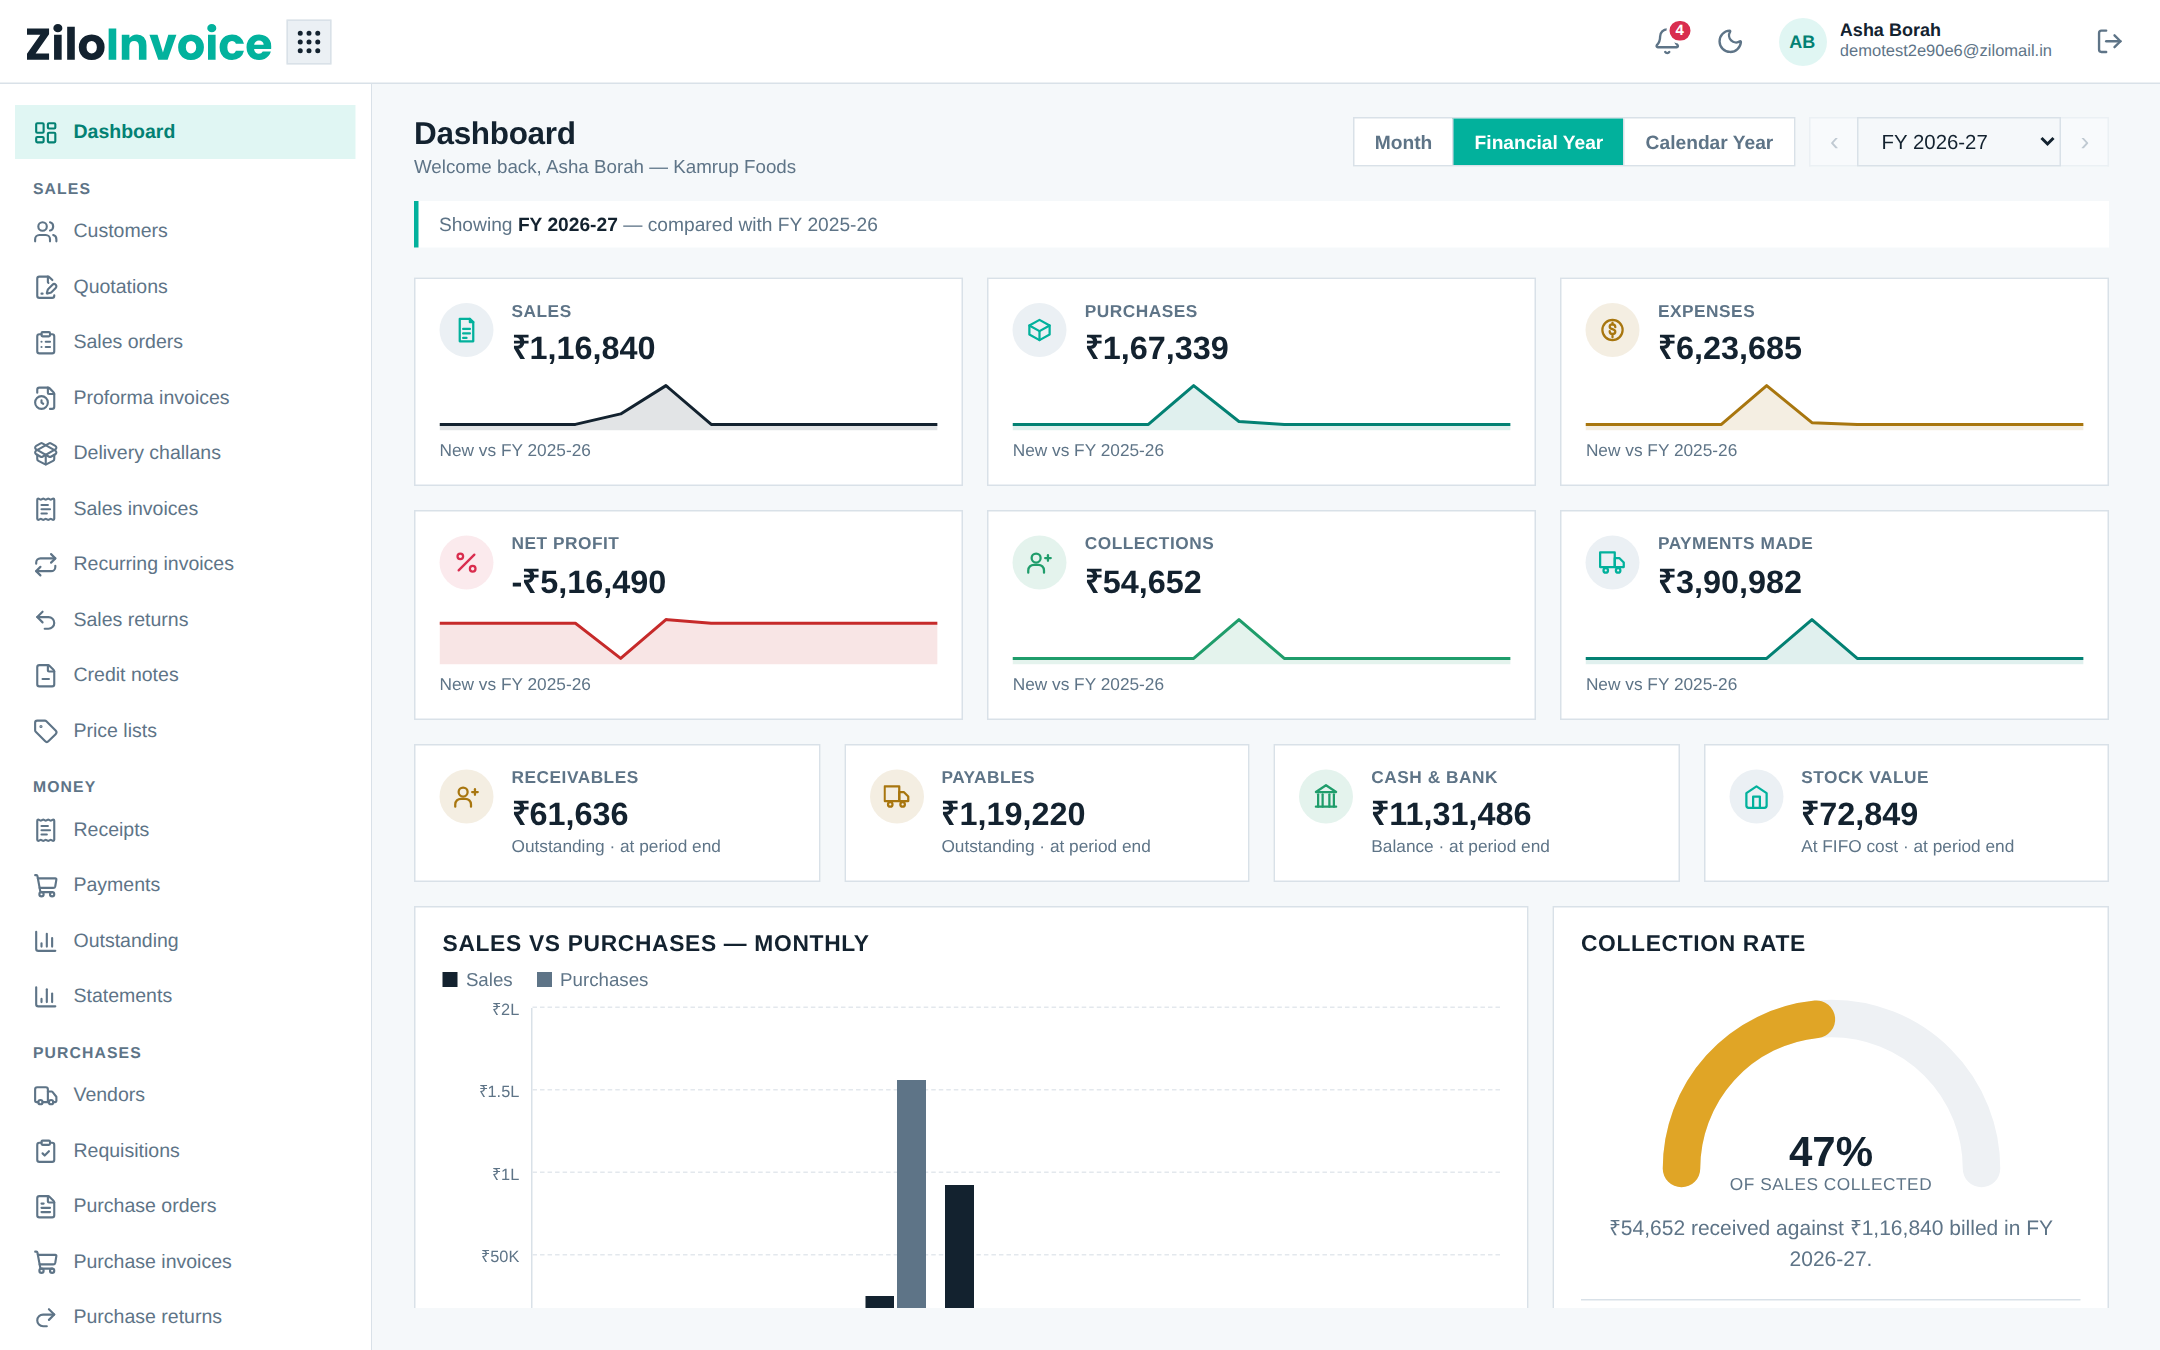 ZiloInvoice
4
AB
Asha Borah
demotest2e90e6@zilomail.in
Dashboard
SALES
Customers
Quotations
Sales orders
Proforma invoices
Delivery challans
Sales invoices
Recurring invoices
Sales returns
Credit notes
Price lists
MONEY
Receipts
Payments
Outstanding
Statements
PURCHASES
Vendors
Requisitions
Purchase orders
Purchase invoices
Purchase returns
Dashboard
Welcome back, Asha Borah — Kamrup Foods
Month Financial Year Calendar Year
‹ FY 2026-27 ›
Showing FY 2026-27 — compared with FY 2025-26
SALES
₹1,16,840
New vs FY 2025-26
PURCHASES
₹1,67,339
New vs FY 2025-26
EXPENSES
₹6,23,685
New vs FY 2025-26
NET PROFIT
-₹5,16,490
New vs FY 2025-26
COLLECTIONS
₹54,652
New vs FY 2025-26
PAYMENTS MADE
₹3,90,982
New vs FY 2025-26
RECEIVABLES
₹61,636
Outstanding · at period end
PAYABLES
₹1,19,220
Outstanding · at period end
CASH & BANK
₹11,31,486
Balance · at period end
STOCK VALUE
₹72,849
At FIFO cost · at period end
SALES VS PURCHASES — MONTHLY
Sales Purchases
₹2L
₹1.5L
₹1L
₹50K
COLLECTION RATE
47%
OF SALES COLLECTED
₹54,652 received against ₹1,16,840 billed in FY
2026-27.